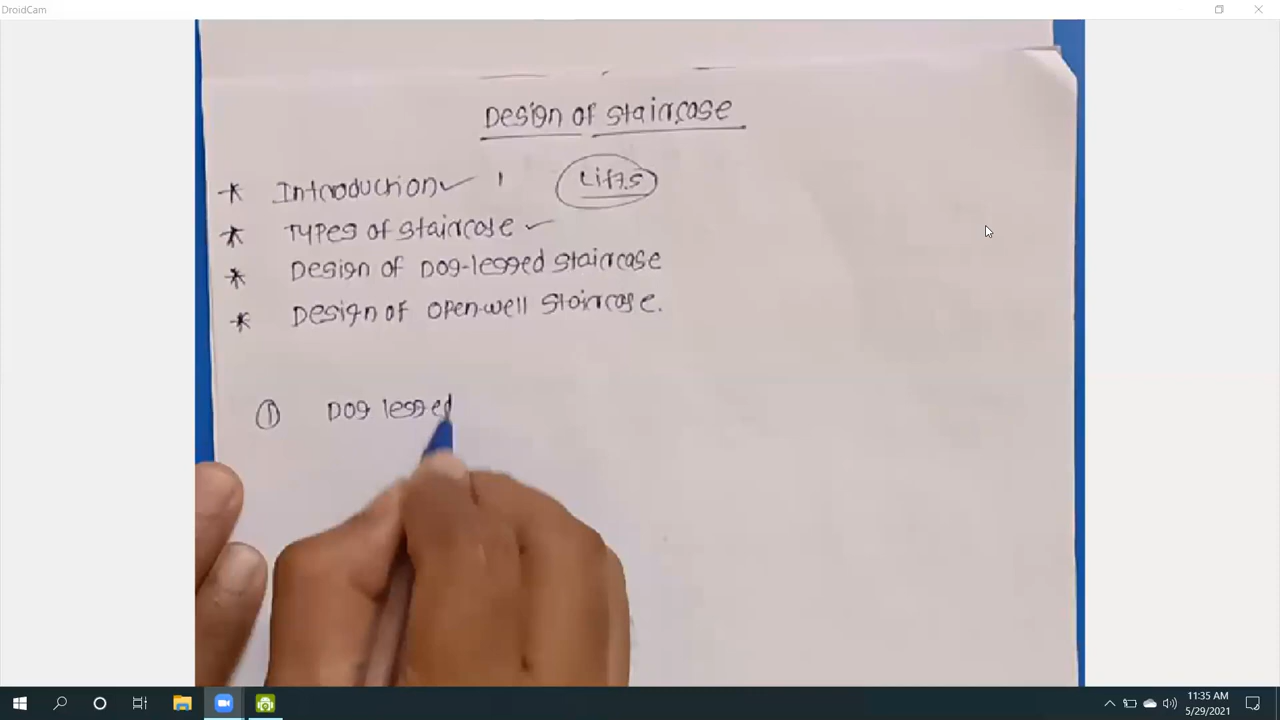 DroidCam
Design of staircase
* Introduction ✓
Lifts
* Types of staircase ✓
* Design of Dog-legged staircase
* Design of open-well staircase.
① Dog legged
11:35 AM
5/29/2021